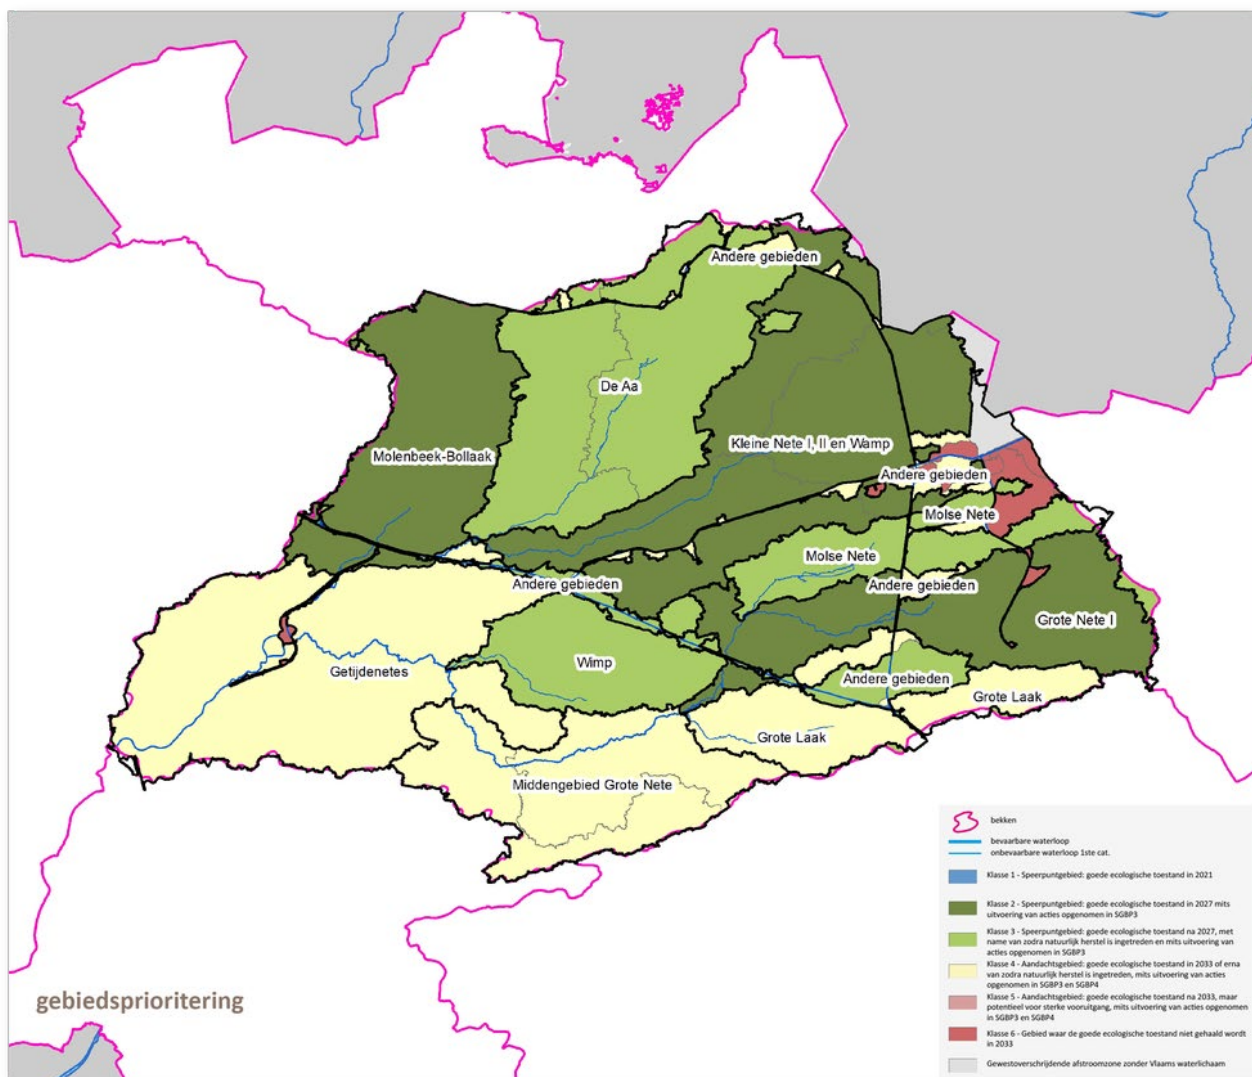 Andere gebieden
De Aa
Kleine Nete I, II en Wamp
Molenbeek-Bollaak
Andere gebieden
Molse Nete
Molse Nete
Andere gebieden
Andere gebieden
Grote Nete I
Wimp
Getijdenetes
Andere gebieden
Grote Laak
Grote Laak
Middengebied Grote Nete
bekken
bevaarbare waterloop
onbevaarbare waterloop 1ste cat.
Klasse 1 - Speerpuntgebied: goede ecologische toestand in 2021
Klasse 2 - Speerpuntgebied: goede ecologische toestand in 2027 mits
uitvoering van acties opgenomen in SGBP3
Klasse 3 - Speerpuntgebied: goede ecologische toestand na 2027, met
name van zodra natuurlijk herstel is ingetreden en mits uitvoering van
acties opgenomen in SGBP3
Klasse 4 - Aandachtsgebied: goede ecologische toestand in 2033 of erna
van zodra natuurlijk herstel is ingetreden, mits uitvoering van acties
opgenomen in SGBP3 en SGBP4
Klasse 5 - Aandachtsgebied: goede ecologische toestand na 2033, maar
potentieel voor sterke vooruitgang, mits uitvoering van acties opgenomen
in SGBP3 en SGBP4
Klasse 6 - Gebied waar de goede ecologische toestand niet gehaald wordt
in 2033
Gewestoverschrijdende afstroomzone zonder Vlaams waterlichaam
gebiedsprioritering